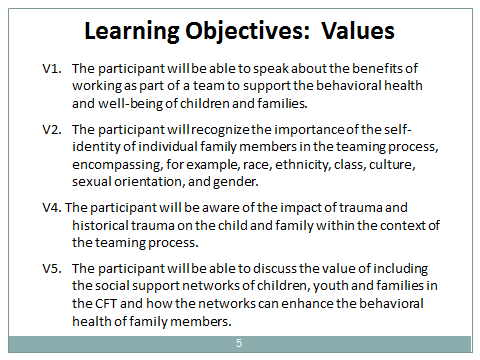 Learning Objectives: Values
V1. The participant will be able to speak about the benefits of
working as part of a team to support the behavioral health
and well-being of children and families.
V2. The participant will recognize the importance of the self-
identity of individual family members in the teaming process,
encompassing, for example, race, ethnicity, class, culture,
sexual orientation, and gender.
V4. The participant will be aware of the impact of trauma and
historical trauma on the child and family within the context of
the teaming process.
V5. The participant will be able to discuss the value of including
the social support networks of children, youth and families in
the CFT and how the networks can enhance the behavioral
health of family members.
5